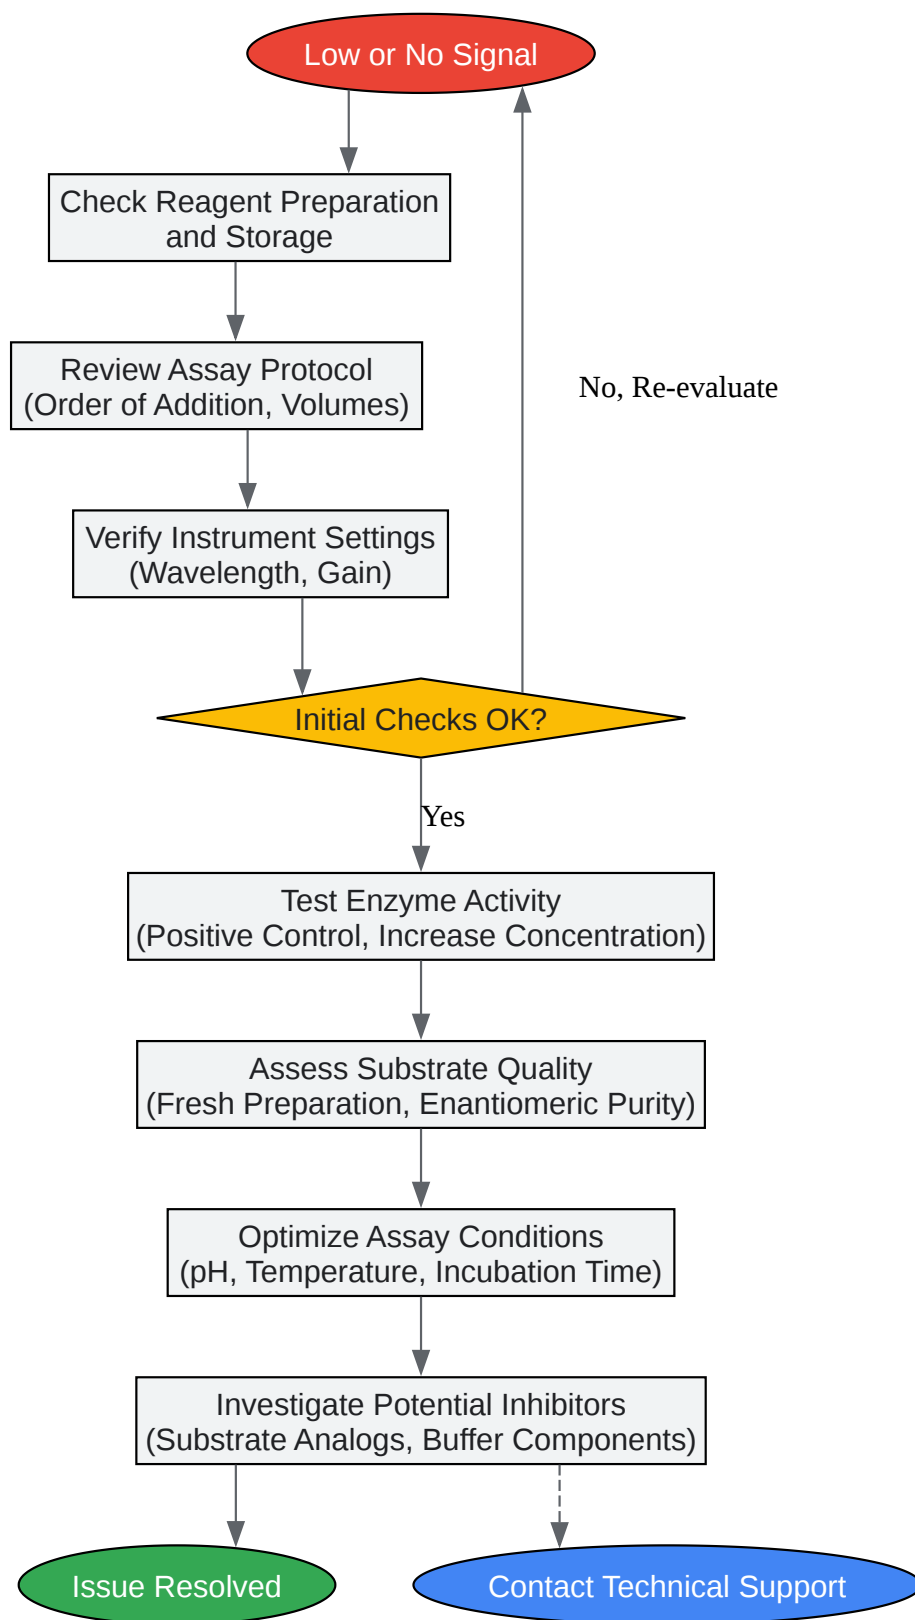 Low or No Signal
Check Reagent Preparation
and Storage
Review Assay Protocol
(Order of Addition, Volumes)
No, Re-evaluate
Verify Instrument Settings
(Wavelength, Gain)
Initial Checks OK?
Yes
Test Enzyme Activity
(Positive Control, Increase Concentration)
Assess Substrate Quality
(Fresh Preparation, Enantiomeric Purity)
Optimize Assay Conditions
(pH, Temperature, Incubation Time)
Investigate Potential Inhibitors
(Substrate Analogs, Buffer Components)
Issue Resolved
Contact Technical Support